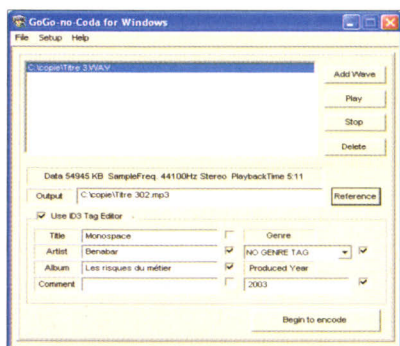 GoGo-no-Coda for Windows
File Setup Help
C:\copie\Titre 3.WAV
Add Wave
Play
Stop
Delete
Data 54945 KB SampleFreq. 44100Hz Stereo PlaybackTime 5:11
Output C:\copie\Titre 302.mp3 Reference
Use ID3 Tag Editor
Title Monospace Genre
Artist Benabar NO GENRE TAG
Album Les risques du métier Produced Year
Comment 2003
Begin to encode